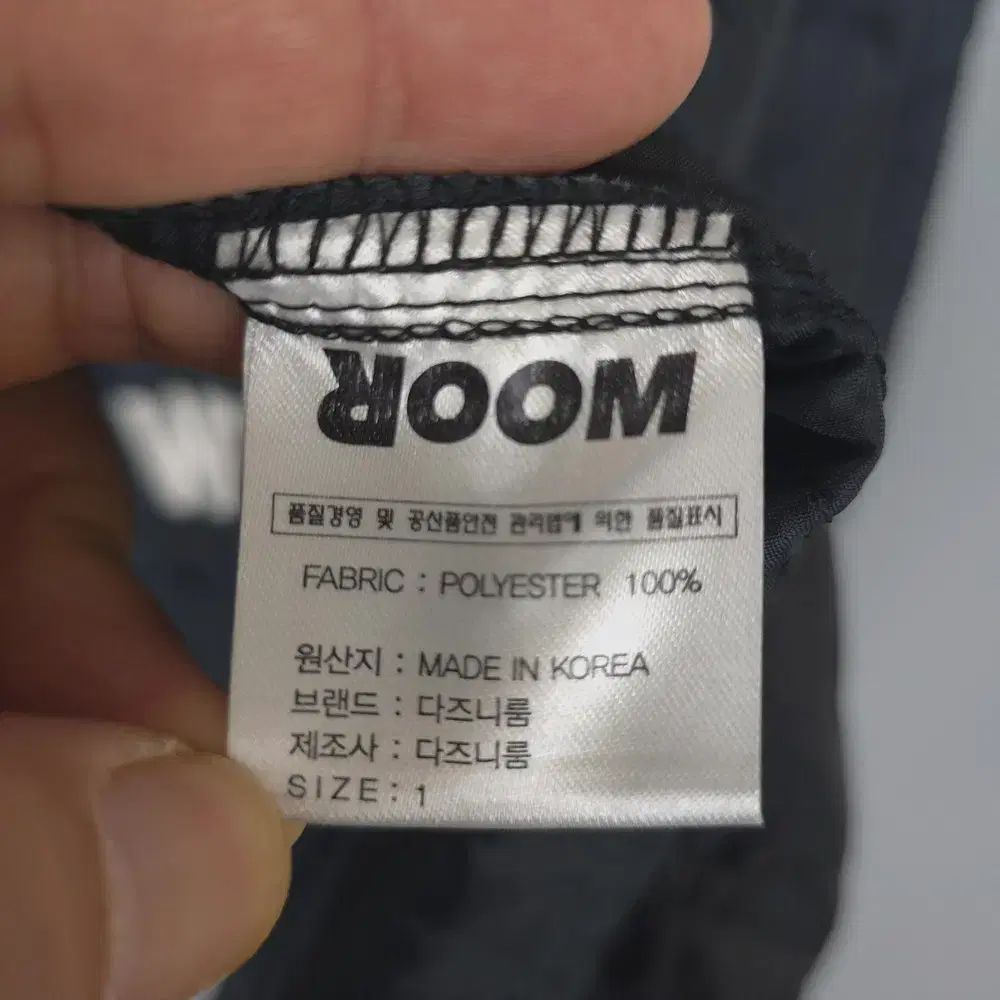 MOOR
품질경영 및 공산품안전 관리법에 의한 품질표시
FABRIC : POLYESTER 100%
원산지 : MADE IN KOREA
브랜드 : 다즈니룸
제조사 : 다즈니룸
SIZE : 1